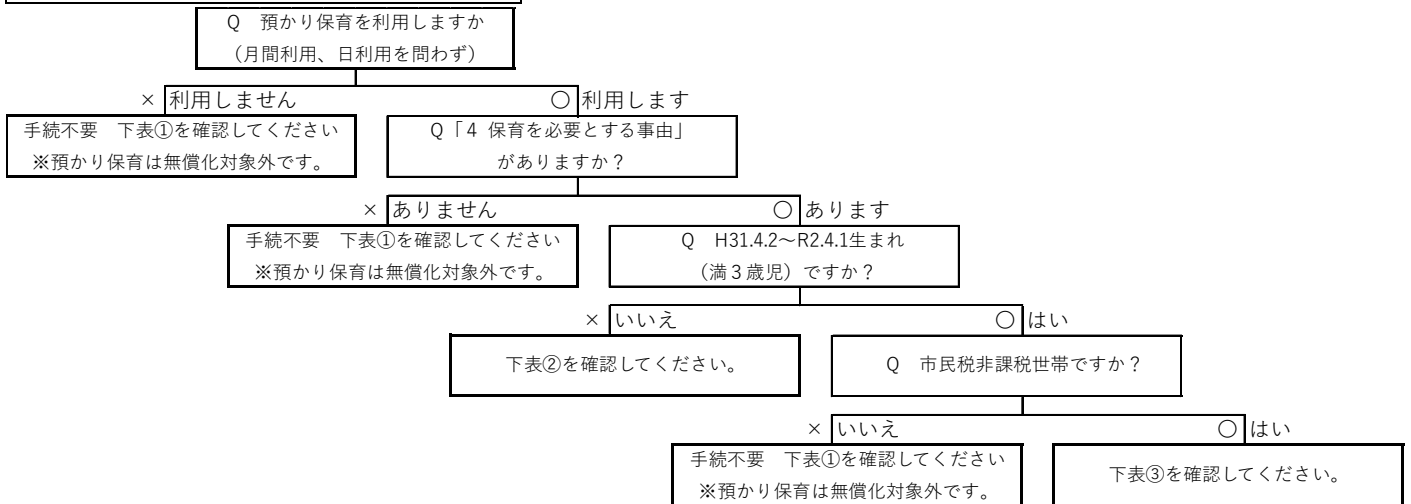 Q　預かり保育を利用しますか
（月間利用、日利用を問わず）
× 利用しません
○ 利用します
手続不要　下表①を確認してください
※預かり保育は無償化対象外です。
Q「4 保育を必要とする事由」
がありますか？
× ありません
○ あります
手続不要　下表①を確認してください
※預かり保育は無償化対象外です。
Q　H31.4.2～R2.4.1生まれ
（満３歳児）ですか？
× いいえ
○ はい
下表②を確認してください。
Q　市民税非課税世帯ですか？
× いいえ
○ はい
手続不要　下表①を確認してください
※預かり保育は無償化対象外です。
下表③を確認してください。